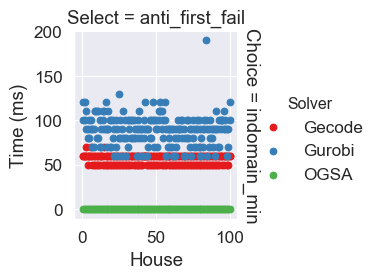 Select = anti_first_fail
200
150
100
50
0
Time (ms)
0
50
100
House
Choice = indomain_min
Solver
Gecode
Gurobi
OGSA